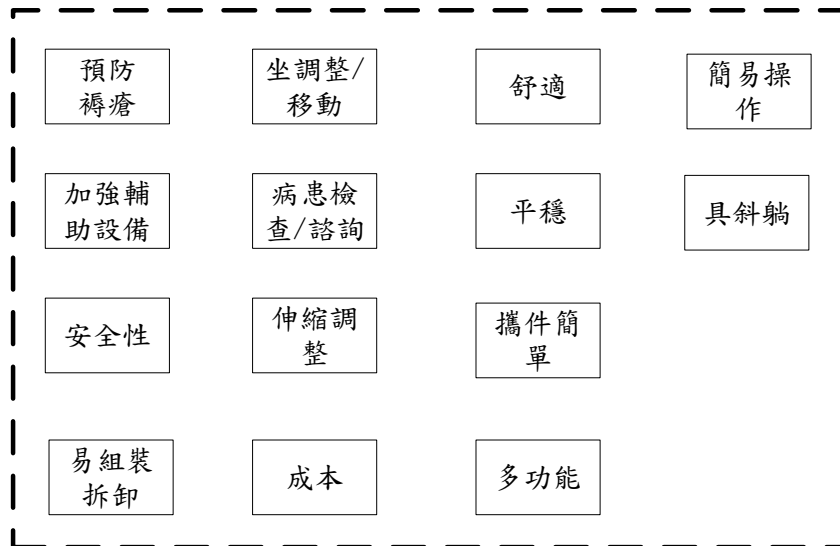 預防
褥瘡
坐調整/
移動
舒適
簡易操
作
加強輔
助設備
病患檢
查/諮詢
平穩
具斜躺
安全性
伸縮調
整
攜件簡
單
易組裝
拆卸
成本
多功能